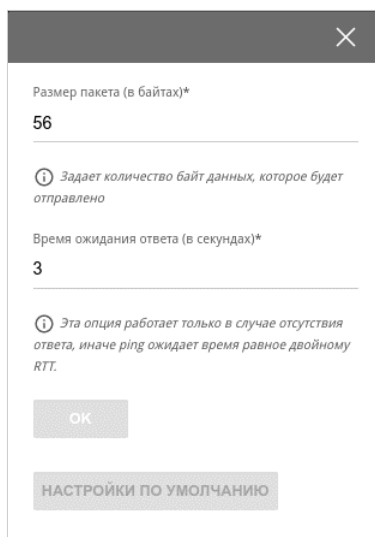 Размер пакета (в байтах)*
56
Задает количество байт данных, которое будет
отправлено
Время ожидания ответа (в секундах)*
3
Эта опция работает только в случае отсутствия
ответа, иначе ping ожидает время равное двойному
RTT.
OK
НАСТРОЙКИ ПО УМОЛЧАНИЮ